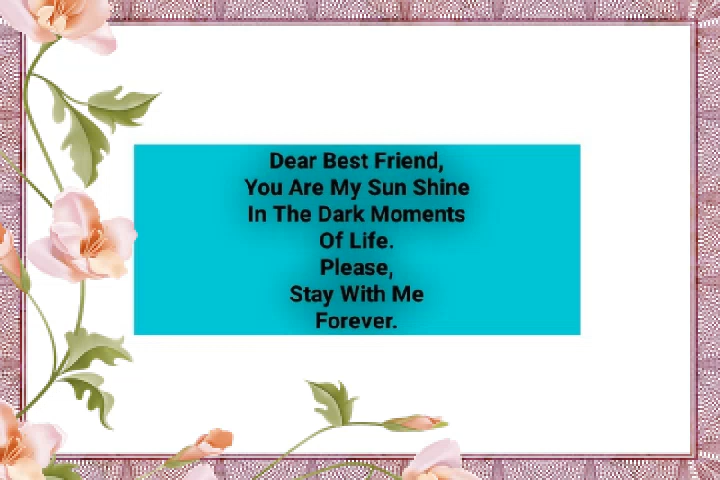 Dear Best Friend,
You Are My Sun Shine
In The Dark Moments
Of Life.
Please,
Stay With Me
Forever.